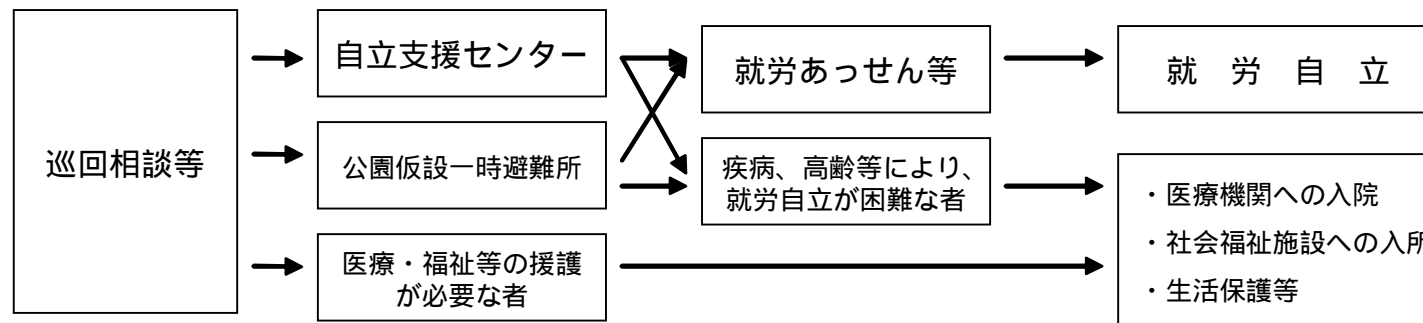 巡回相談等
自立支援センター
公園仮設一時避難所
医療・福祉等の援護
が必要な者
就労あっせん等
疾病、高齢等により、
就労自立が困難な者
就 労 自 立
・医療機関への入院
・社会福祉施設への入所
・生活保護等